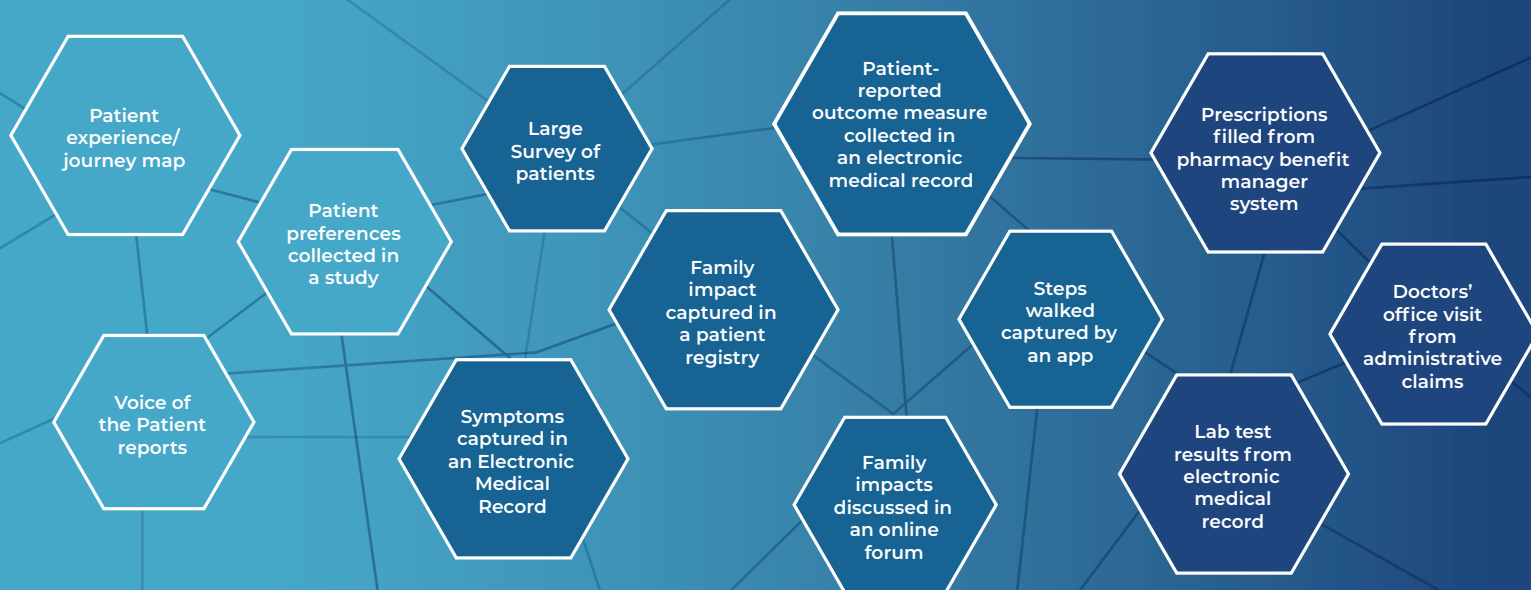 Patient
experience/
journey map
Patient
preferences
collected in
a study
Voice of
the Patient
reports
Large
Survey of
patients
Symptoms
captured in
an Electronic
Medical
Record
Family
impact
captured in
a patient
registry
Patient-
reported
outcome measure
collected in
an electronic
medical record
Steps
walked
captured by
an app
Family
impacts
discussed in
an online
forum
Prescriptions
filled from
pharmacy benefit
manager
system
Doctors’
office visit
from
administrative
claims
Lab test
results from
electronic
medical
record